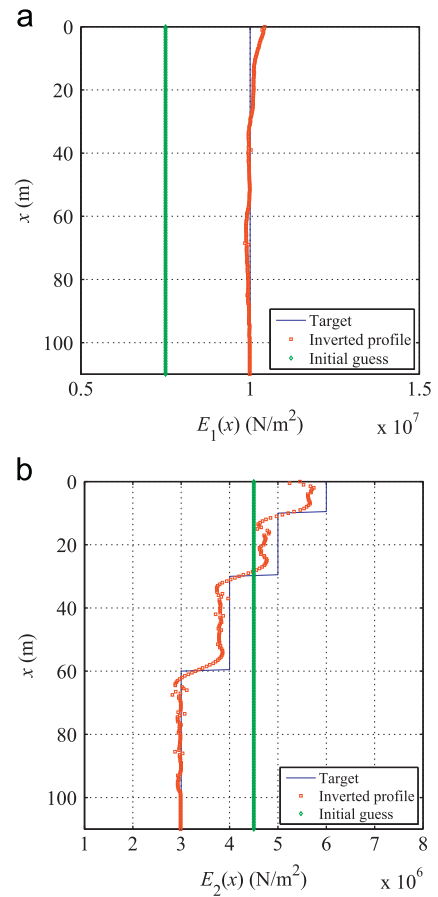 a
0
20
40
60
80
100
x (m)
Target
Inverted profile
Initial guess
0.5 1 1.5
E1(x) (N/m2) x 10^7
b
0
20
40
60
80
100
x (m)
Target
Inverted profile
Initial guess
1 2 3 4 5 6 7 8
E2(x) (N/m2) x 10^6